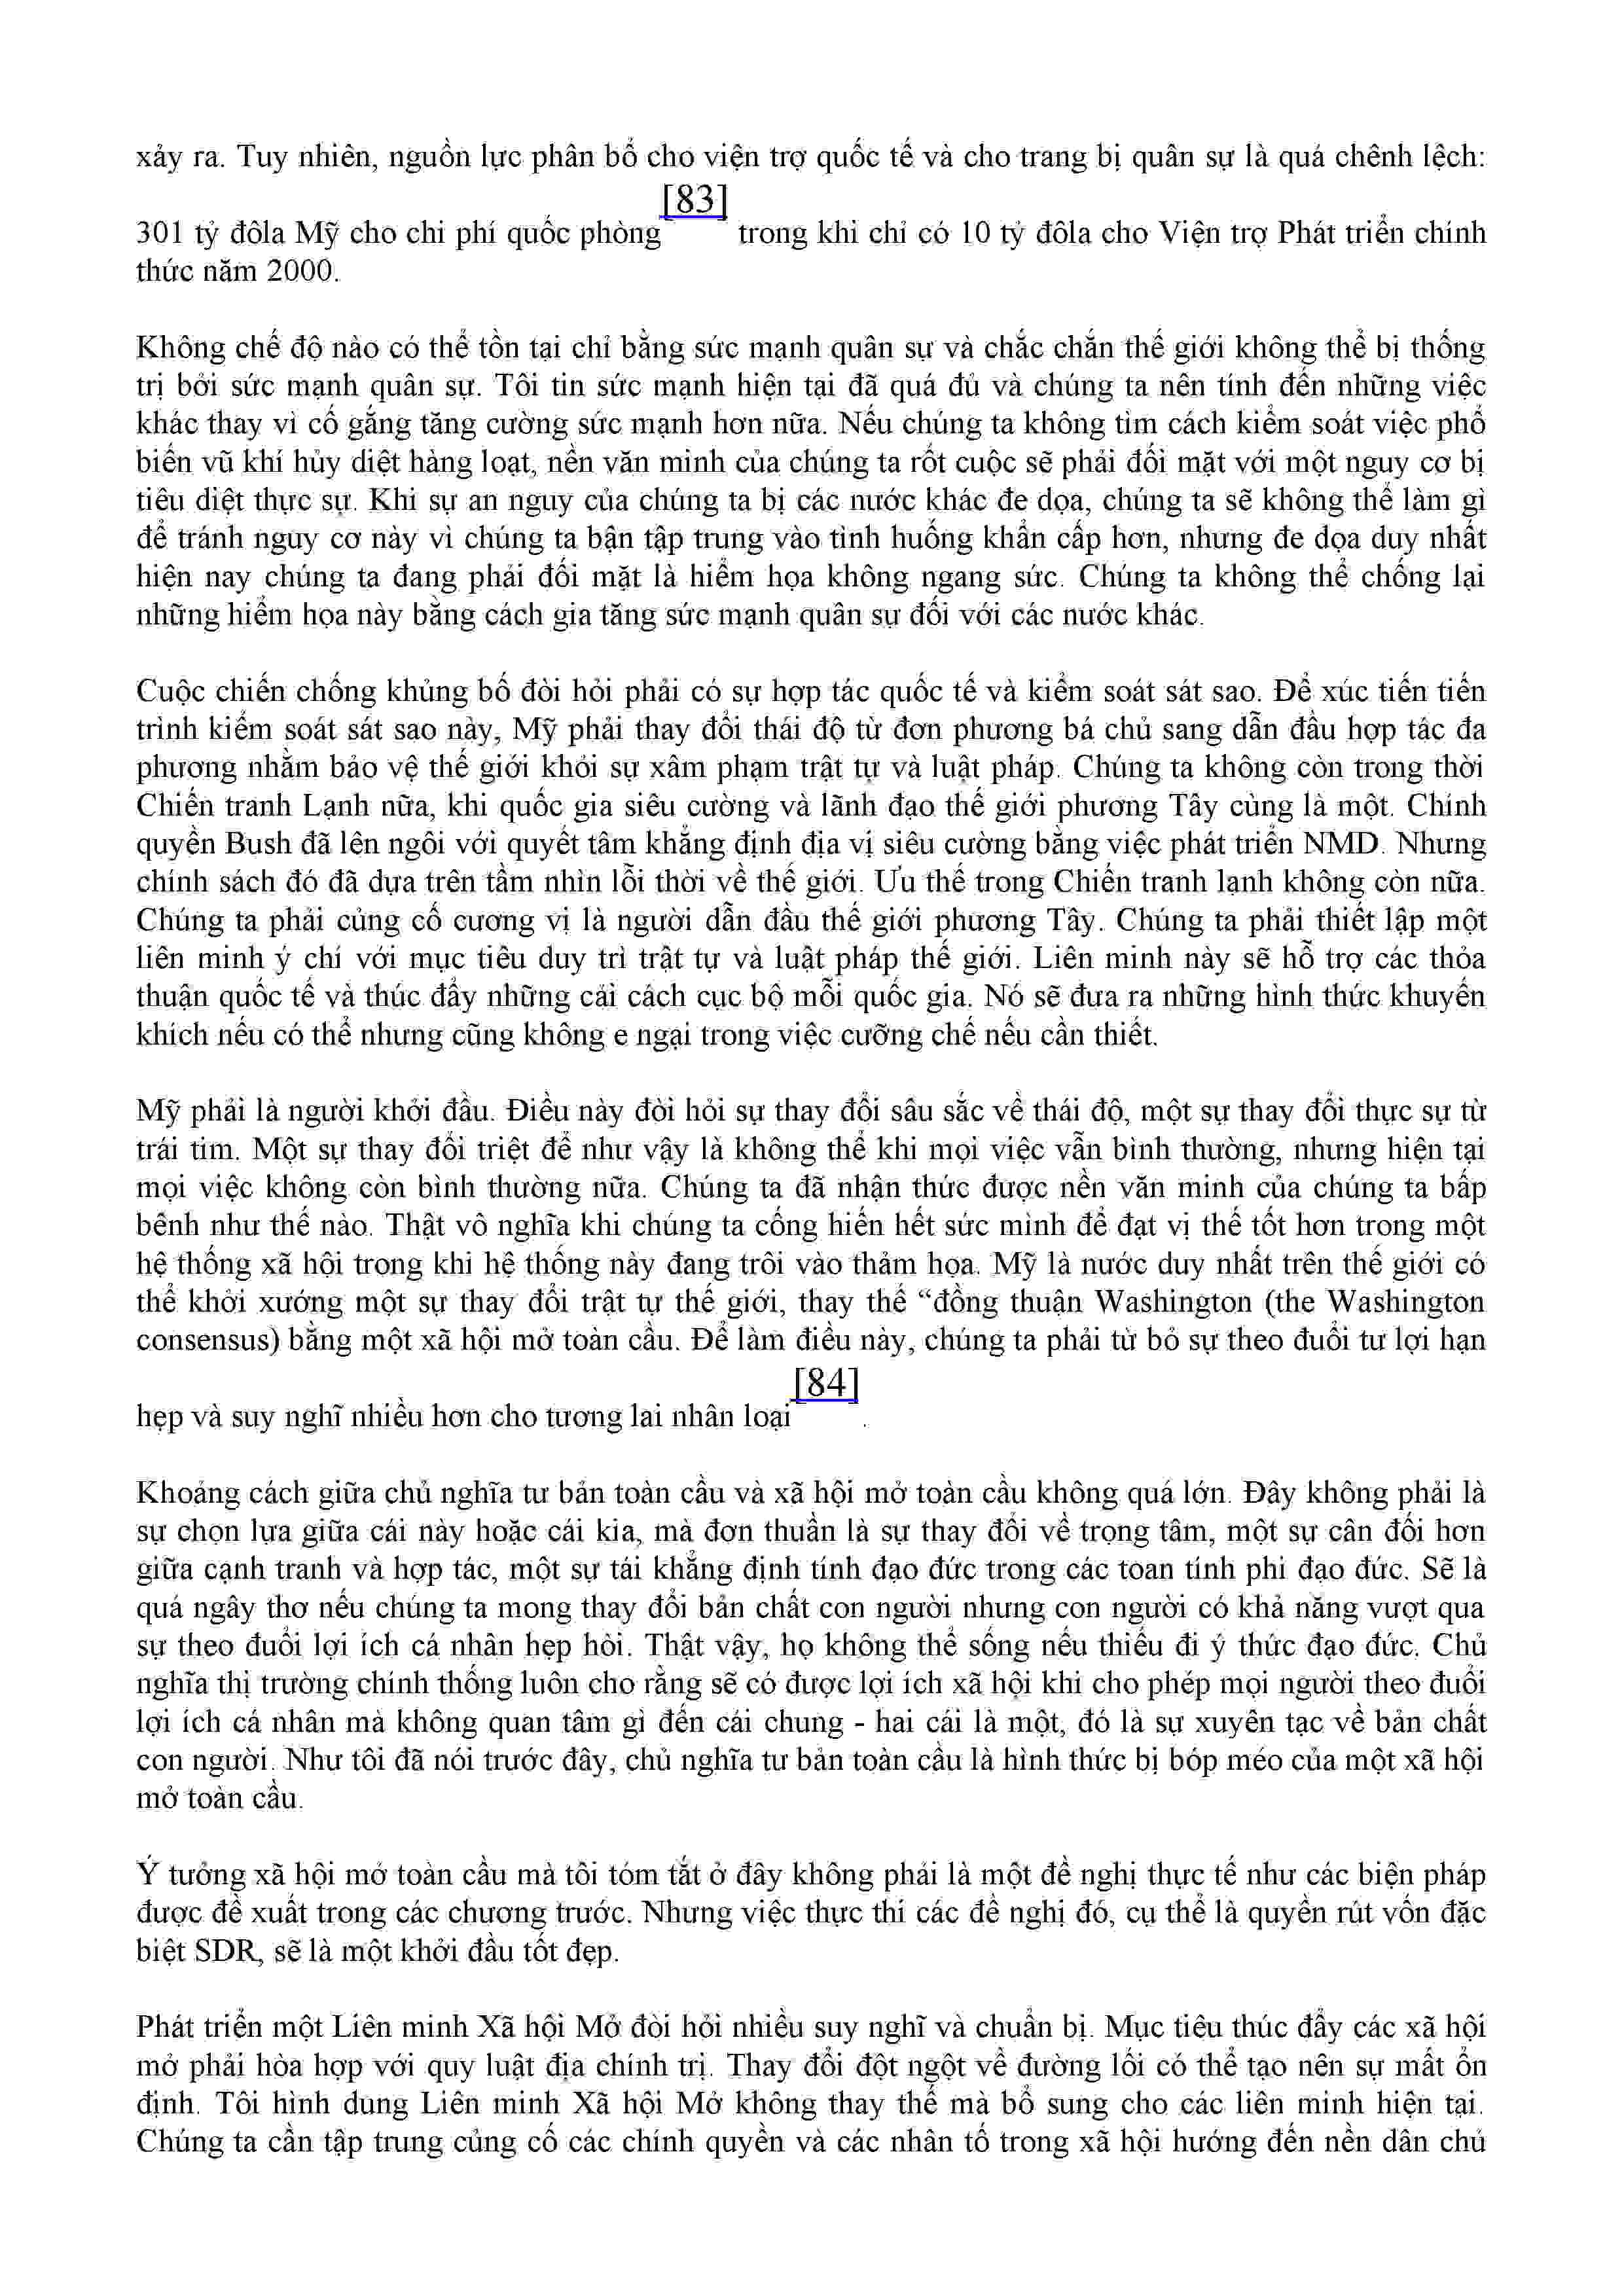 xảy ra. Tuy nhiên, nguồn lực phân bổ cho viện trợ quốc tế và cho trang bị quân sự là quá chênh lệch:
301 tỷ đôla Mỹ cho chi phí quốc phòng[83] trong khi chỉ có 10 tỷ đôla cho Viện trợ Phát triển chính
thức năm 2000.
Không chế độ nào có thể tồn tại chỉ bằng sức mạnh quân sự và chắc chắn thế giới không thể bị thống
trị bởi sức mạnh quân sự. Tôi tin sức mạnh hiện tại đã quá đủ và chúng ta nên tính đến những việc
khác thay vì cố gắng tăng cường sức mạnh hơn nữa. Nếu chúng ta không tìm cách kiểm soát việc phổ
biến vũ khí hủy diệt hàng loạt, nền văn minh của chúng ta rốt cuộc sẽ phải đối mặt với một nguy cơ bị
tiêu diệt thực sự. Khi sự an nguy của chúng ta bị các nước khác đe dọa, chúng ta sẽ không thể làm gì
để tránh nguy cơ này vì chúng ta bận tập trung vào tình huống khẩn cấp hơn, nhưng đe dọa duy nhất
hiện nay chúng ta đang phải đối mặt là hiểm họa không ngang sức. Chúng ta không thể chống lại
những hiểm họa này bằng cách gia tăng sức mạnh quân sự đối với các nước khác.
Cuộc chiến chống khủng bố đòi hỏi phải có sự hợp tác quốc tế và kiểm soát sát sao. Để xúc tiến tiến
trình kiểm soát sát sao này, Mỹ phải thay đổi thái độ từ đơn phương bá chủ sang dẫn đầu hợp tác đa
phương nhằm bảo vệ thế giới khỏi sự xâm phạm trật tự và luật pháp. Chúng ta không còn trong thời
Chiến tranh Lạnh nữa, khi quốc gia siêu cường và lãnh đạo thế giới phương Tây cùng là một. Chính
quyền Bush đã lên ngôi với quyết tâm khẳng định địa vị siêu cường bằng việc phát triển NMD. Nhưng
chính sách đó đã dựa trên tầm nhìn lỗi thời về thế giới. Ưu thế trong Chiến tranh lạnh không còn nữa.
Chúng ta phải củng cố cương vị là người dẫn đầu thế giới phương Tây. Chúng ta phải thiết lập một
liên minh ý chí với mục tiêu duy trì trật tự và luật pháp thế giới. Liên minh này sẽ hỗ trợ các thỏa
thuận quốc tế và thúc đẩy những cải cách cục bộ mỗi quốc gia. Nó sẽ đưa ra những hình thức khuyến
khích nếu có thể nhưng cũng không e ngại trong việc cưỡng chế nếu cần thiết.
Mỹ phải là người khởi đầu. Điều này đòi hỏi sự thay đổi sâu sắc về thái độ, một sự thay đổi thực sự từ
trái tim. Một sự thay đổi triệt để như vậy là không thể khi mọi việc vẫn bình thường, nhưng hiện tại
mọi việc không còn bình thường nữa. Chúng ta đã nhận thức được nền văn minh của chúng ta bấp
bênh như thế nào. Thật vô nghĩa khi chúng ta cống hiến hết sức mình để đạt vị thế tốt hơn trong một
hệ thống xã hội trong khi hệ thống này đang trôi vào thảm họa. Mỹ là nước duy nhất trên thế giới có
thể khởi xướng một sự thay đổi trật tự thế giới, thay thế “đồng thuận Washington (the Washington
consensus) bằng một xã hội mở toàn cầu. Để làm điều này, chúng ta phải từ bỏ sự theo đuổi tư lợi hạn
hẹp và suy nghĩ nhiều hơn cho tương lai nhân loại[84].
Khoảng cách giữa chủ nghĩa tư bản toàn cầu và xã hội mở toàn cầu không quá lớn. Đây không phải là
sự chọn lựa giữa cái này hoặc cái kia, mà đơn thuần là sự thay đổi về trọng tâm, một sự cân đối hơn
giữa cạnh tranh và hợp tác, một sự tái khẳng định tính đạo đức trong các toan tính phi đạo đức. Sẽ là
quá ngây thơ nếu chúng ta mong thay đổi bản chất con người nhưng con người có khả năng vượt qua
sự theo đuổi lợi ích cá nhân hẹp hòi. Thật vậy, họ không thể sống nếu thiếu đi ý thức đạo đức. Chủ
nghĩa thị trường chính thống luôn cho rằng sẽ có được lợi ích xã hội khi cho phép mọi người theo đuổi
lợi ích cá nhân mà không quan tâm gì đến cái chung - hai cái là một, đó là sự xuyên tạc về bản chất
con người. Như tôi đã nói trước đây, chủ nghĩa tư bản toàn cầu là hình thức bị bóp méo của một xã hội
mở toàn cầu.
Ý tưởng xã hội mở toàn cầu mà tôi tóm tắt ở đây không phải là một đề nghị thực tế như các biện pháp
được đề xuất trong các chương trước. Nhưng việc thực thi các đề nghị đó, cụ thể là quyền rút vốn đặc
biệt SDR, sẽ là một khởi đầu tốt đẹp.
Phát triển một Liên minh Xã hội Mở đòi hỏi nhiều suy nghĩ và chuẩn bị. Mục tiêu thúc đẩy các xã hội
mở phải hòa hợp với quy luật địa chính trị. Thay đổi đột ngột về đường lối có thể tạo nên sự mất ổn
định. Tôi hình dung Liên minh Xã hội Mở không thay thế mà bổ sung cho các liên minh hiện tại.
Chúng ta cần tập trung củng cố các chính quyền và các nhân tố trong xã hội hướng đến nền dân chủ